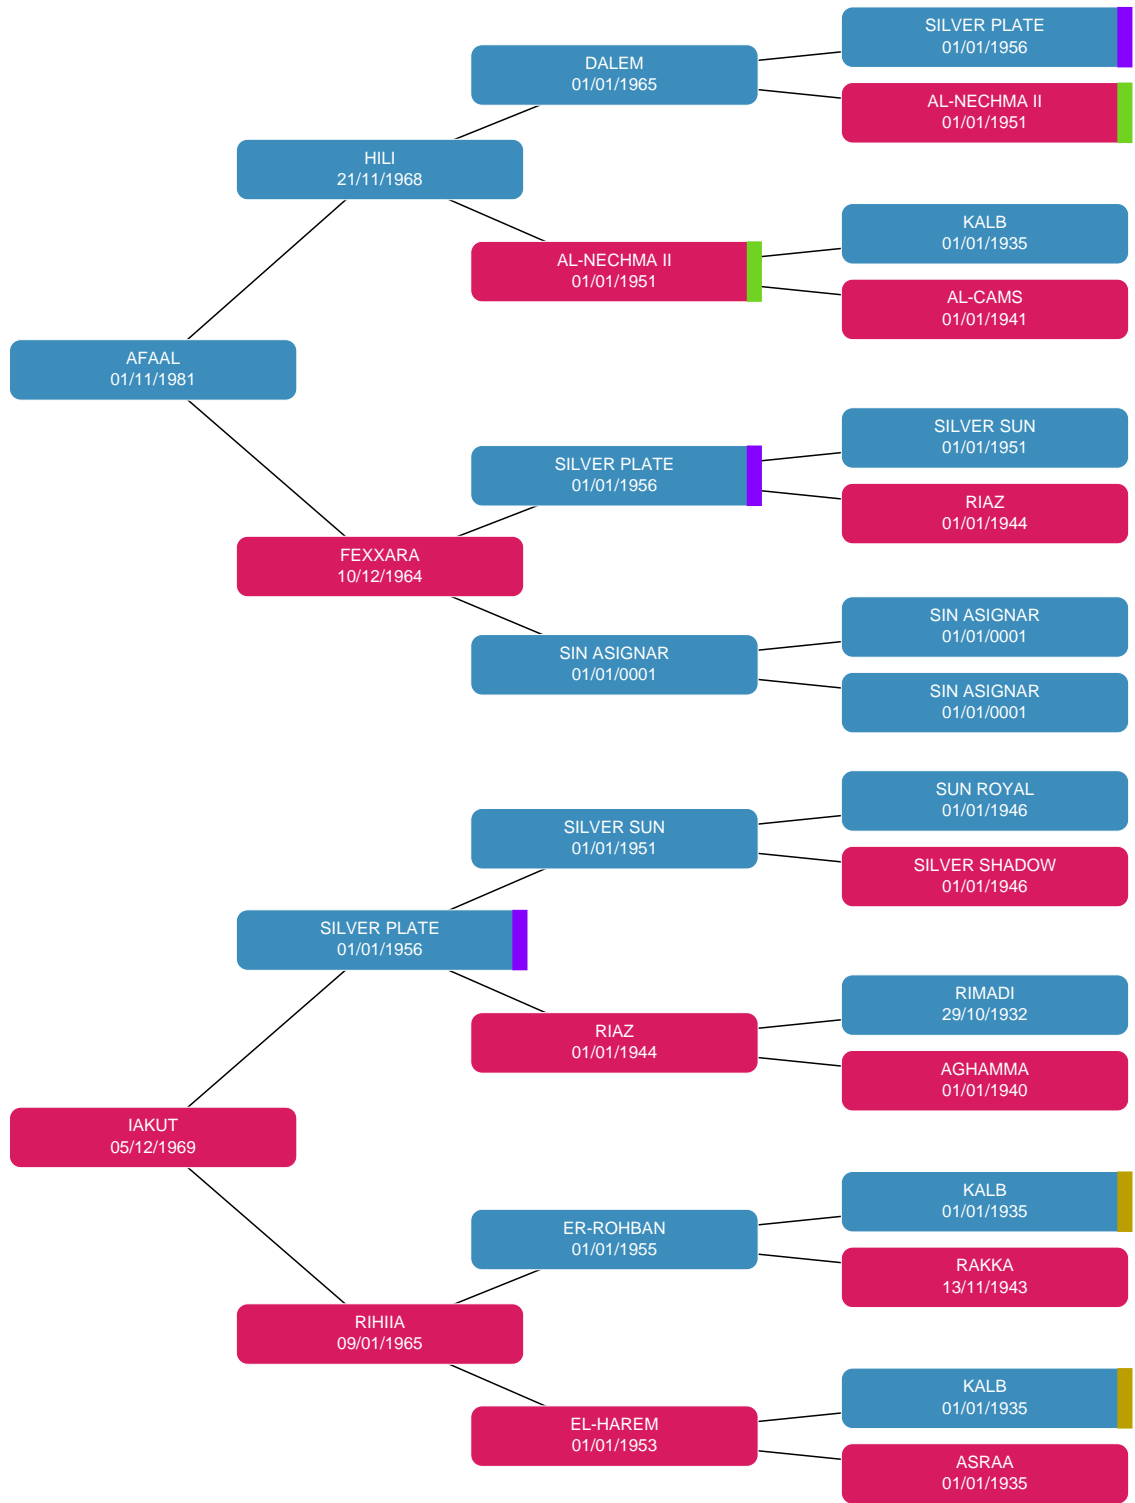 SILVER PLATE
01/01/1956
DALEM
01/01/1965
AL-NECHMA II
01/01/1951
HILI
21/11/1968
KALB
01/01/1935
AL-NECHMA II
01/01/1951
AL-CAMS
01/01/1941
AFAAL
01/11/1981
SILVER SUN
01/01/1951
SILVER PLATE
01/01/1956
RIAZ
01/01/1944
FEXXARA
10/12/1964
SIN ASIGNAR
01/01/0001
SIN ASIGNAR
01/01/0001
SIN ASIGNAR
01/01/0001
SUN ROYAL
01/01/1946
SILVER SUN
01/01/1951
SILVER SHADOW
01/01/1946
SILVER PLATE
01/01/1956
RIMADI
29/10/1932
RIAZ
01/01/1944
AGHAMMA
01/01/1940
IAKUT
05/12/1969
KALB
01/01/1935
ER-ROHBAN
01/01/1955
RAKKA
13/11/1943
RIHIIA
09/01/1965
KALB
01/01/1935
EL-HAREM
01/01/1953
ASRAA
01/01/1935